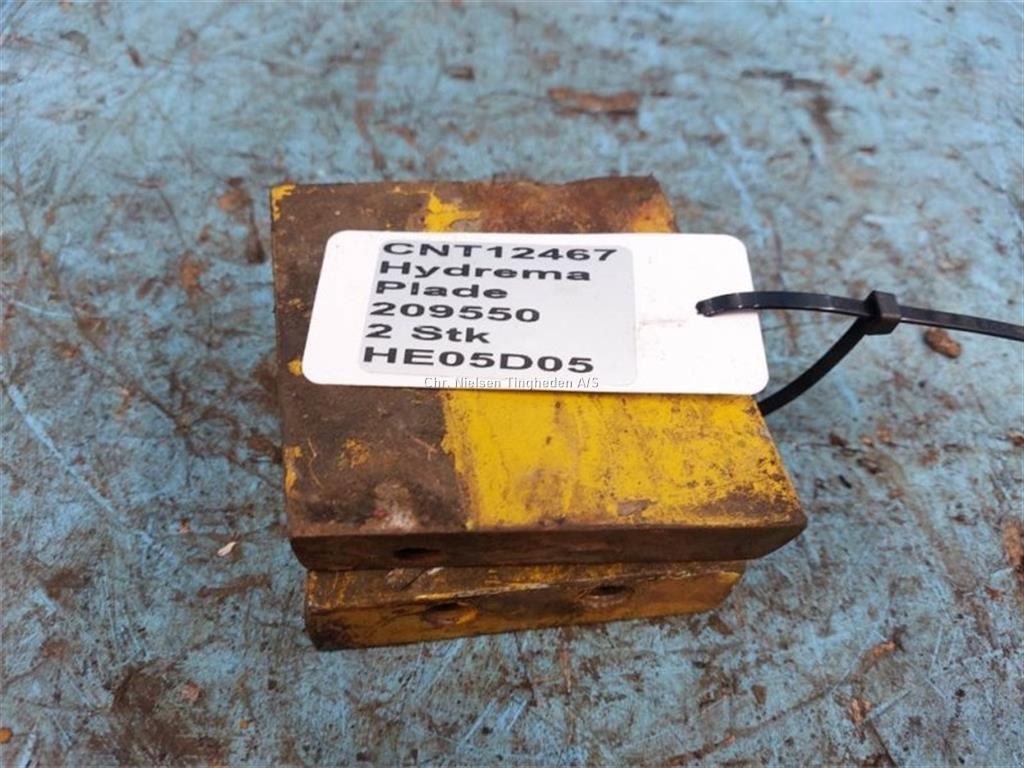 CNT12467
Hydrema
Plade
209550
2 Stk
HE05D05
Chr. Nielsen Tingheden A/S